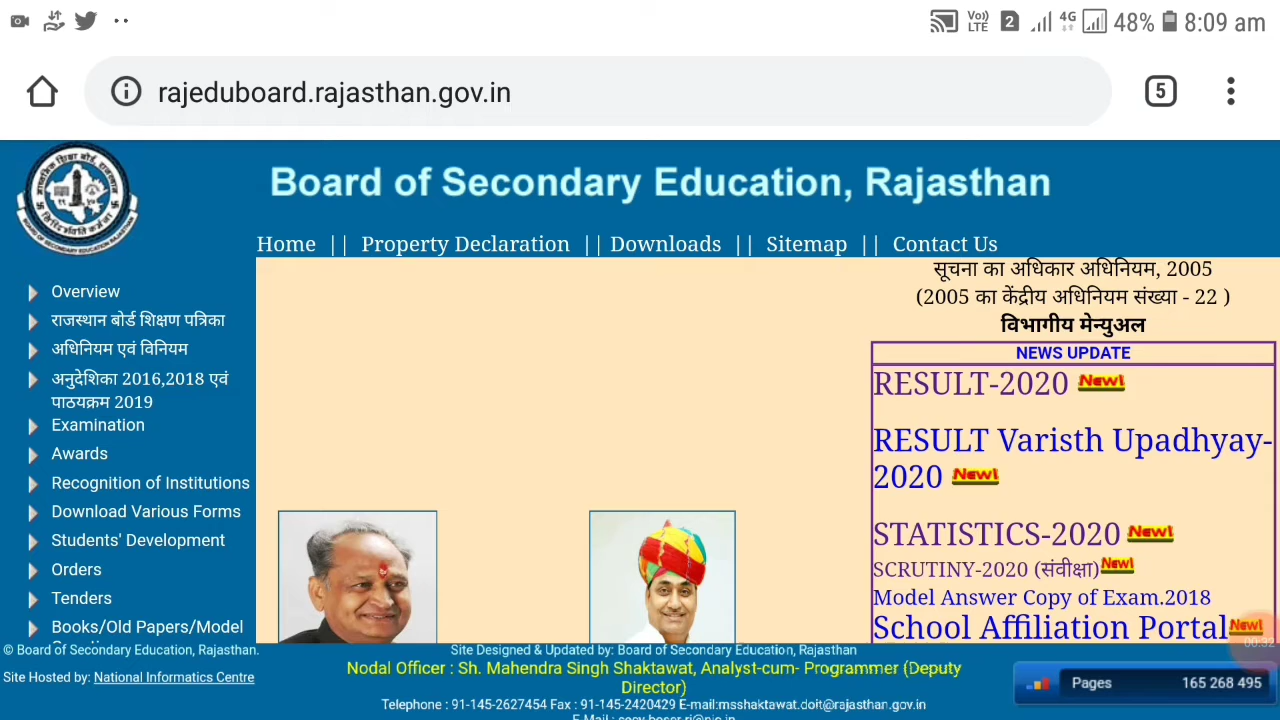 48% 8:09 am
rajeduboard.rajasthan.gov.in
5
Board of Secondary Education, Rajasthan
Home || Property Declaration || Downloads || Sitemap || Contact Us
Overview
राजस्थान बोर्ड शिक्षण पत्रिका
अधिनियम एवं विनियम
अनुदेशिका 2016,2018 एवं
पाठयक्रम 2019
Examination
Awards
Recognition of Institutions
Download Various Forms
Students' Development
Orders
Tenders
Books/Old Papers/Model
सूचना का अधिकार अधिनियम, 2005
(2005 का केंद्रीय अधिनियम संख्या - 22 )
विभागीय मेन्युअल
NEWS UPDATE
RESULT-2020 New!
RESULT Varisth Upadhyay-
2020 New!
STATISTICS-2020 New!
SCRUTINY-2020 (संवीक्षा) New!
Model Answer Copy of Exam.2018
School Affiliation Portal New!
00:32
© Board of Secondary Education, Rajasthan.
Site Hosted by: National Informatics Centre
Site Designed & Updated by: Board of Secondary Education, Rajasthan
Nodal Officer : Sh. Mahendra Singh Shaktawat, Analyst-cum- Programmer (Deputy
Director)
Telephone : 91-145-2627454 Fax : 91-145-2420429 E-mail:msshaktawat.doit@rajasthan.gov.in
Pages 165 268 495